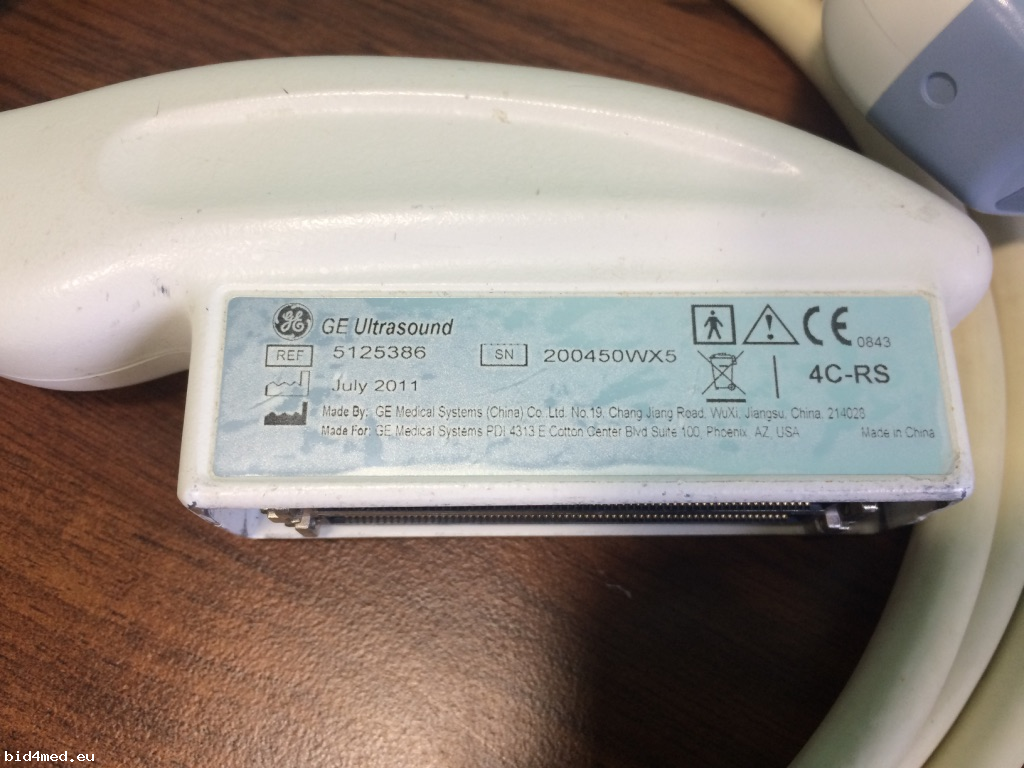 GE Ultrasound
REF 5125386 SN 200450WX5
0843
July 2011
4C-RS
Made By: GE Medical Systems (China) Co. Ltd. No.19, Chang Jiang Road, WuXi, Jiangsu, China, 214028
Made For: GE Medical Systems PDI, 4313 E Cotton Center Blvd Suite 100, Phoenix, AZ, USA
Made in China
bid4med.eu